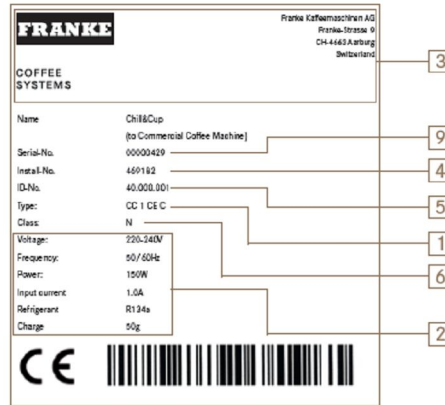 FRANKE
COFFEE
SYSTEMS
Franke Kaffeemaschinen AG
Franke-Strasse 9
CH-4663 Aarburg
Switzerland
3
Name Chill&Cup
(to Commercial Coffee Machine)
Serial-No. 00000429 9
Install-No. 469182 4
ID-No. 40.000.001 5
Type: CC 1 CE C 1
Class: N 6
Voltage: 220-240V
Frequency: 50/60Hz
Power: 150W
Input current 1.0A
Refrigerant R134a
Charge 50g 2
CE